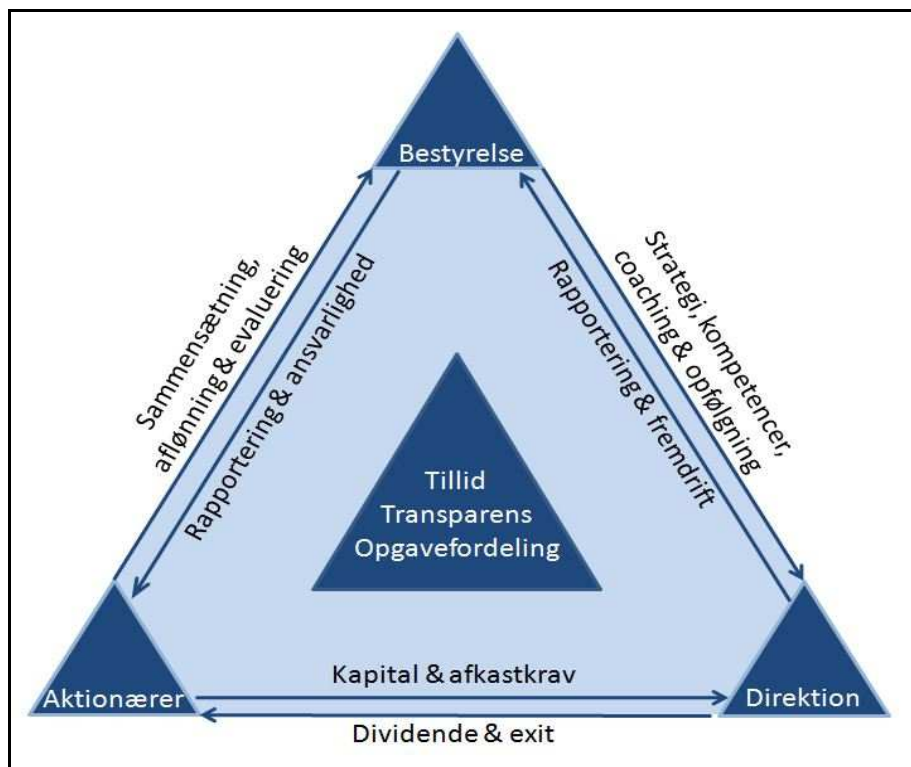 Bestyrelse
Sammensætning,
aflønning & evaluering
Rapportering & ansvarlighed
Strategi, kompetencer,
coaching & opfølgning
Rapportering & fremdrift
Tillid
Transparens
Opgavefordeling
Aktionærer
Kapital & afkastkrav
Direktion
Dividende & exit